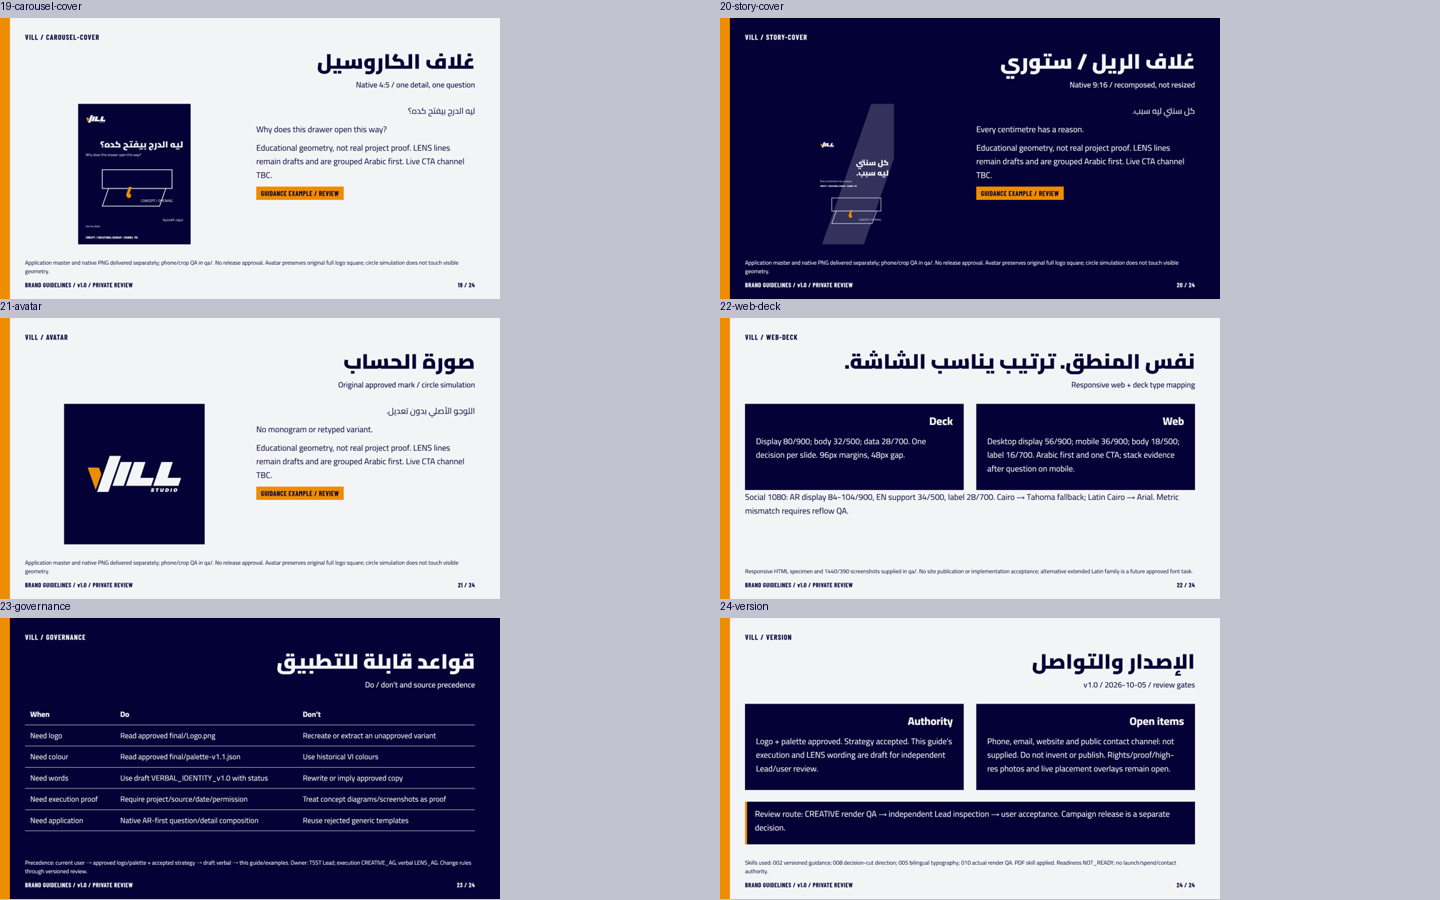 19-carousel-cover
VILL / CAROUSEL-COVER
غلاف الكاروسيل
Native 4:5 / one detail, one question
VILL
ليه الدرج بيفتح كده؟
Why does this drawer open this way?
CONCEPT / OPENING
ليه الدرج بيفتح كده؟
Why does this drawer open this way?
Educational geometry, not real project proof. LENS lines
remain drafts and are grouped Arabic first. Live CTA channel
TBC.
GUIDANCE EXAMPLE / REVIEW
Application master and native PNG delivered separately; phone/crop QA in qa/. No release approval. Avatar preserves original full logo square; circle simulation does not touch visible
geometry.
BRAND GUIDELINES / v1.0 / PRIVATE REVIEW
19 / 24
20-story-cover
VILL / STORY-COVER
غلاف الريل / ستوري
Native 9:16 / recomposed, not resized
VILL
كل سنتي
ليه سبب.
كل سنتي ليه سبب.
Every centimetre has a reason.
Educational geometry, not real project proof. LENS lines
remain drafts and are grouped Arabic first. Live CTA channel
TBC.
GUIDANCE EXAMPLE / REVIEW
Application master and native PNG delivered separately; phone/crop QA in qa/. No release approval. Avatar preserves original full logo square; circle simulation does not touch visible
geometry.
BRAND GUIDELINES / v1.0 / PRIVATE REVIEW
20 / 24
21-avatar
VILL / AVATAR
صورة الحساب
Original approved mark / circle simulation
VILL
STUDIO
اللوجو الأصلي بدون تعديل.
No monogram or retyped variant.
Educational geometry, not real project proof. LENS lines
remain drafts and are grouped Arabic first. Live CTA channel
TBC.
GUIDANCE EXAMPLE / REVIEW
Application master and native PNG delivered separately; phone/crop QA in qa/. No release approval. Avatar preserves original full logo square; circle simulation does not touch visible
geometry.
BRAND GUIDELINES / v1.0 / PRIVATE REVIEW
21 / 24
22-web-deck
VILL / WEB-DECK
نفس المنطق. ترتيب يناسب الشاشة.
Responsive web + deck type mapping
Deck
Display 80/900; body 32/500; data 28/700. One
decision per slide. 96px margins, 48px gap.
Web
Desktop display 56/900; mobile 36/900; body 18/500;
label 16/700. Arabic first and one CTA; stack evidence
after question on mobile.
Social 1080: AR display 84-104/900, EN support 34/500, label 28/700. Cairo → Tahoma fallback; Latin Cairo → Arial. Metric
mismatch requires reflow QA.
Responsive HTML specimen and 1440/390 screenshots supplied in qa/. No site publication or implementation acceptance; alternative extended Latin family is a future approved font task.
BRAND GUIDELINES / v1.0 / PRIVATE REVIEW
22 / 24
23-governance
VILL / GOVERNANCE
قواعد قابلة للتطبيق
Do / don't and source precedence
When Do Don't
Need logo Read approved final/Logo.png Recreate or extract an unapproved variant
Need colour Read approved final/palette-v1.1.json Use historical VI colours
Need words Use draft VERBAL_IDENTITY_v1.0 with status Rewrite or imply approved copy
Need execution proof Require project/source/date/permission Treat concept diagrams/screenshots as proof
Need application Native AR-first question/detail composition Reuse rejected generic templates
Precedence: current user → approved logo/palette + accepted strategy → draft verbal → this guide/examples. Owner: TSST Lead; execution CREATIVE_AG, verbal LENS_AG. Change rules
through versioned review.
BRAND GUIDELINES / v1.0 / PRIVATE REVIEW
23 / 24
24-version
VILL / VERSION
الإصدار والتواصل
v1.0 / 2026-10-05 / review gates
Authority
Logo + palette approved. Strategy accepted. This guide's
execution and LENS wording are draft for independent
Lead/user review.
Open items
Phone, email, website and public contact channel: not
supplied. Do not invent or publish. Rights/proof/high-
res photos and live placement overlays remain open.
Review route: CREATIVE render QA → independent Lead inspection → user acceptance. Campaign release is a separate
decision.
Skills used: 002 versioned guidance; 008 decision-cut direction; 005 bilingual typography; 010 actual render QA. PDF skill applied. Readiness NOT_READY; no launch/spend/contact
authority.
BRAND GUIDELINES / v1.0 / PRIVATE REVIEW
24 / 24